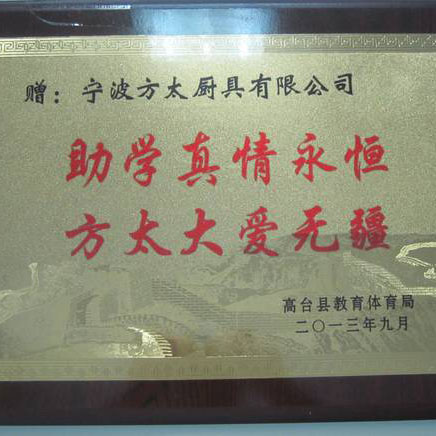 赠：宁波方太厨具有限公司
助学真情永恒
方太大爱无疆
高台县教育体育局
二〇一三年九月